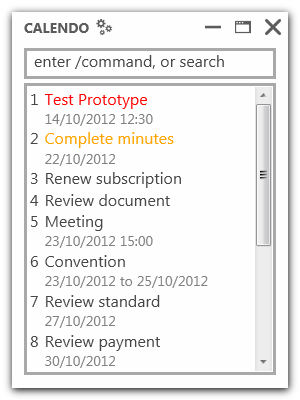 CALENDO
enter /command, or search
1 Test Prototype
14/10/2012 12:30
2 Complete minutes
22/10/2012
3 Renew subscription
4 Review document
5 Meeting
23/10/2012 15:00
6 Convention
23/10/2012 to 25/10/2012
7 Review standard
27/10/2012
8 Review payment
30/10/2012